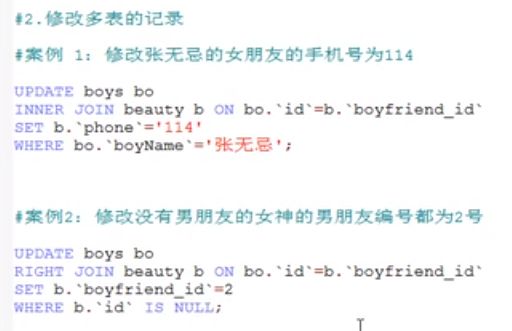 #2.修改多表的记录
#案例 1：修改张无忌的女朋友的手机号为114
UPDATE boys bo
INNER JOIN beauty b ON bo.`id`=b.`boyfriend_id`
SET b.`phone`='114'
WHERE bo.`boyName`='张无忌';
#案例2：修改没有男朋友的女神的男朋友编号都为2号
UPDATE boys bo
RIGHT JOIN beauty b ON bo.`id`=b.`boyfriend_id`
SET b.`boyfriend_id`=2
WHERE b.`id` IS NULL;